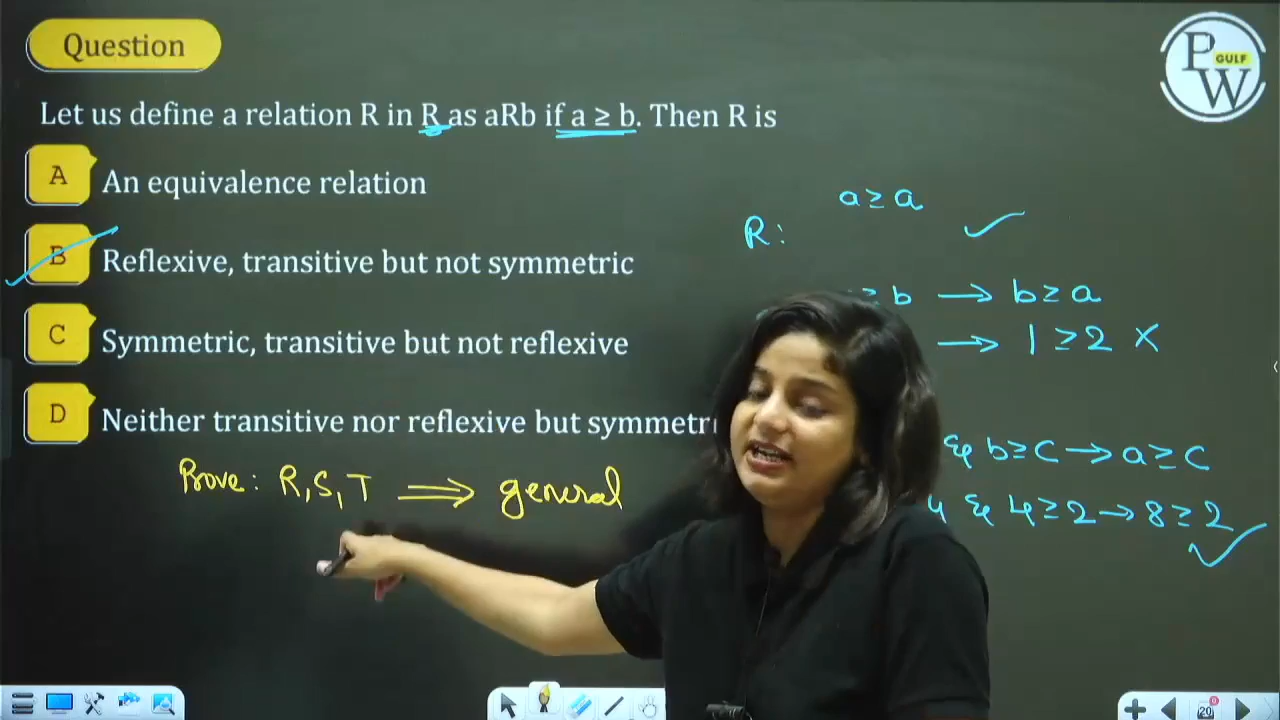 Question
PW GULF
Let us define a relation R in R as aRb if a ≥ b. Then R is
A An equivalence relation
B Reflexive, transitive but not symmetric
C Symmetric, transitive but not reflexive
D Neither transitive nor reflexive but symmetri
a ≥ a
R:
≥ b → b ≥ a
→ 1 ≥ 2 ×
& b ≥ c → a ≥ c
4 & 4 ≥ 2 → 8 ≥ 2
Prove: R, S, T ⟹ general
20